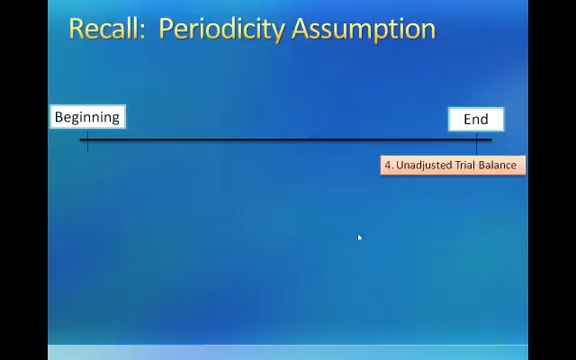 Recall: Periodicity Assumption
Beginning
End
4. Unadjusted Trial Balance